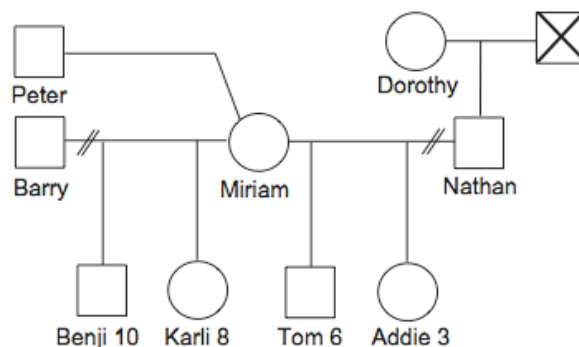 Peter
Dorothy
Barry
Miriam
Nathan
Benji 10
Karli 8
Tom 6
Addie 3